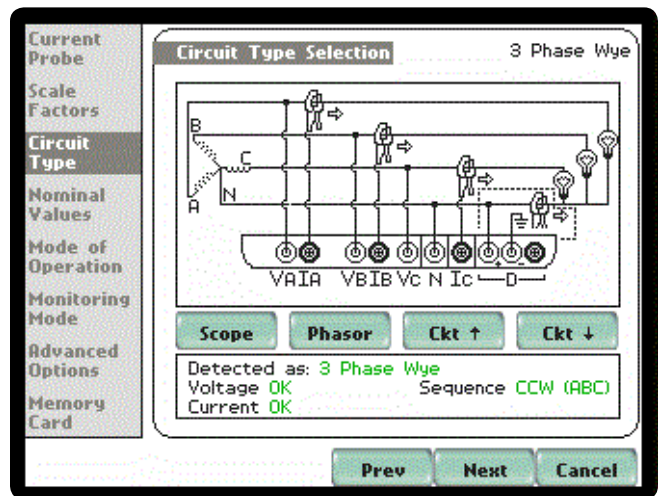 Current
Probe
Scale
Factors
Circuit
Type
Nominal
Values
Mode of
Operation
Monitoring
Mode
Advanced
Options
Memory
Card
Circuit Type Selection
3 Phase Wye
B
C
N
A
+ -
VA IA VB IB Vc N Ic D
Scope
Phasor
Ckt ↑
Ckt ↓
Detected as: 3 Phase Wye
Voltage OK Sequence CCW (ABC)
Current OK
Prev
Next
Cancel